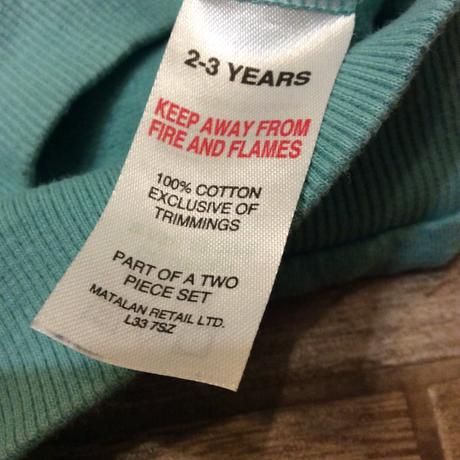 2-3 YEARS
KEEP AWAY FROM
FIRE AND FLAMES
100% COTTON
EXCLUSIVE OF
TRIMMINGS
PART OF A TWO
PIECE SET
MATALAN RETAIL LTD.
L33 7SZ